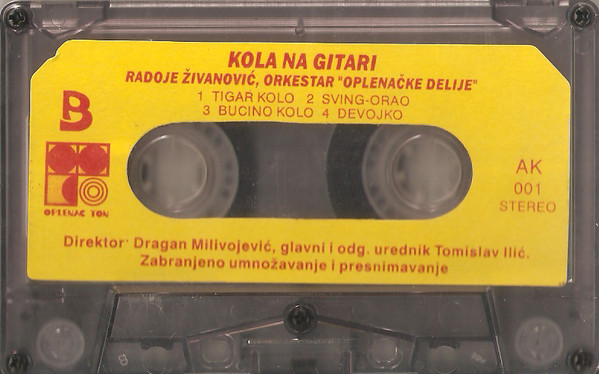 KOLA NA GITARI
RADOJE ŽIVANOVIĆ, ORKESTAR "OPLENAČKE DELIJE"
1 TIGAR KOLO 2 SVING-ORAO
3 BUCINO KOLO 4 DEVOJKO
B
OPLENAC TON
AK
001
STEREO
Direktor: Dragan Milivojević, glavni i odg. urednik Tomislav Ilić.
Zabranjeno umnožavanje i presnimavanje